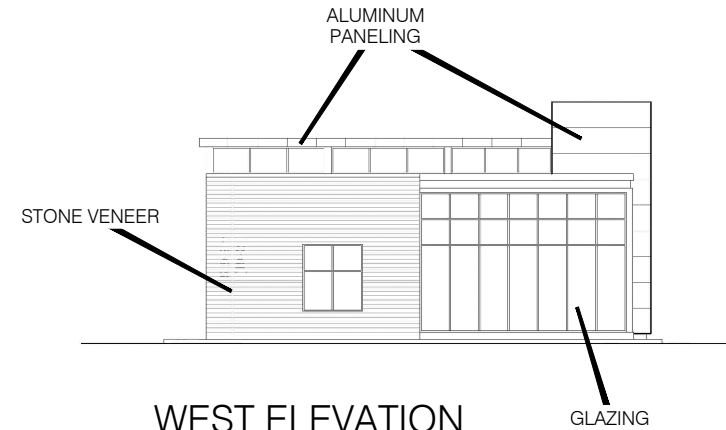 ALUMINUM
PANELING
STONE VENEER
WEST ELEVATION
GLAZING